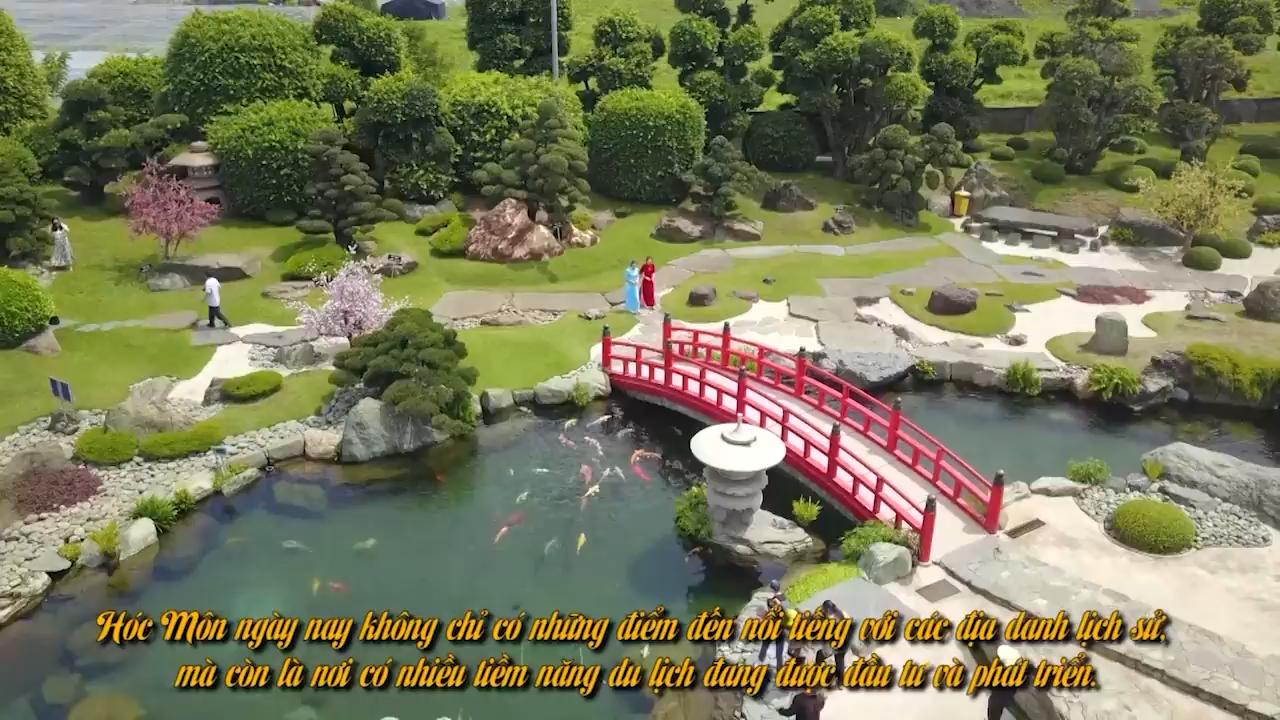 Hóc Môn ngày nay không chỉ có những điểm đến nổi tiếng với các địa danh lịch sử,
mà còn là nơi có nhiều tiềm năng du lịch đang được đầu tư và phát triển.